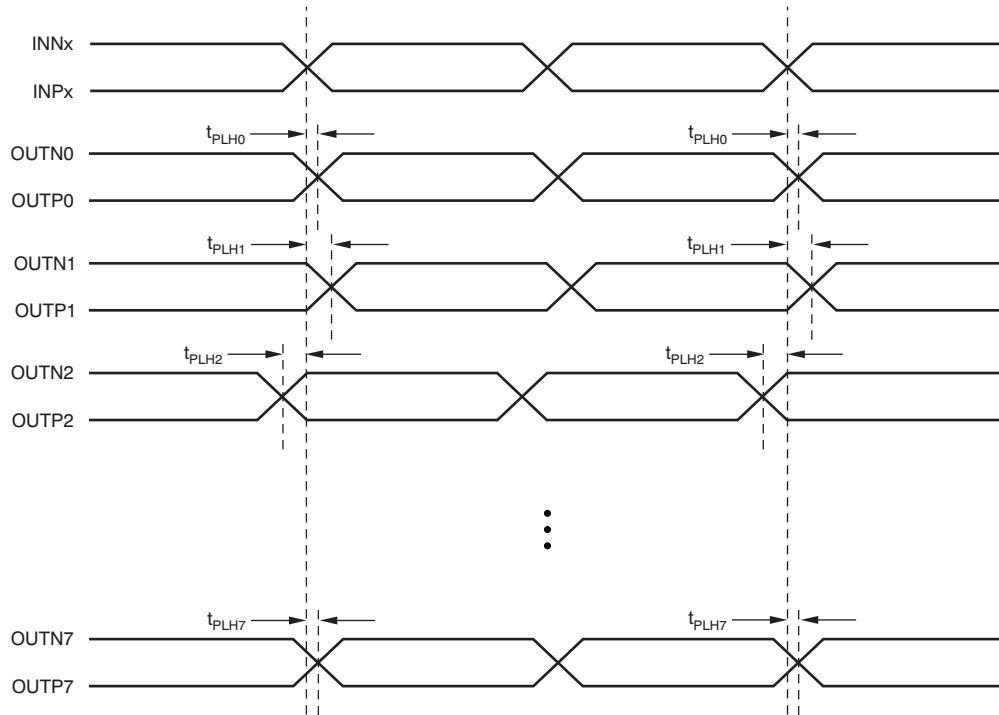 INNx
INPx
tPLH0 tPLH0
OUTN0
OUTP0
tPLH1 tPLH1
OUTN1
OUTP1
tPLH2 tPLH2
OUTN2
OUTP2
tPLH7 tPLH7
OUTN7
OUTP7